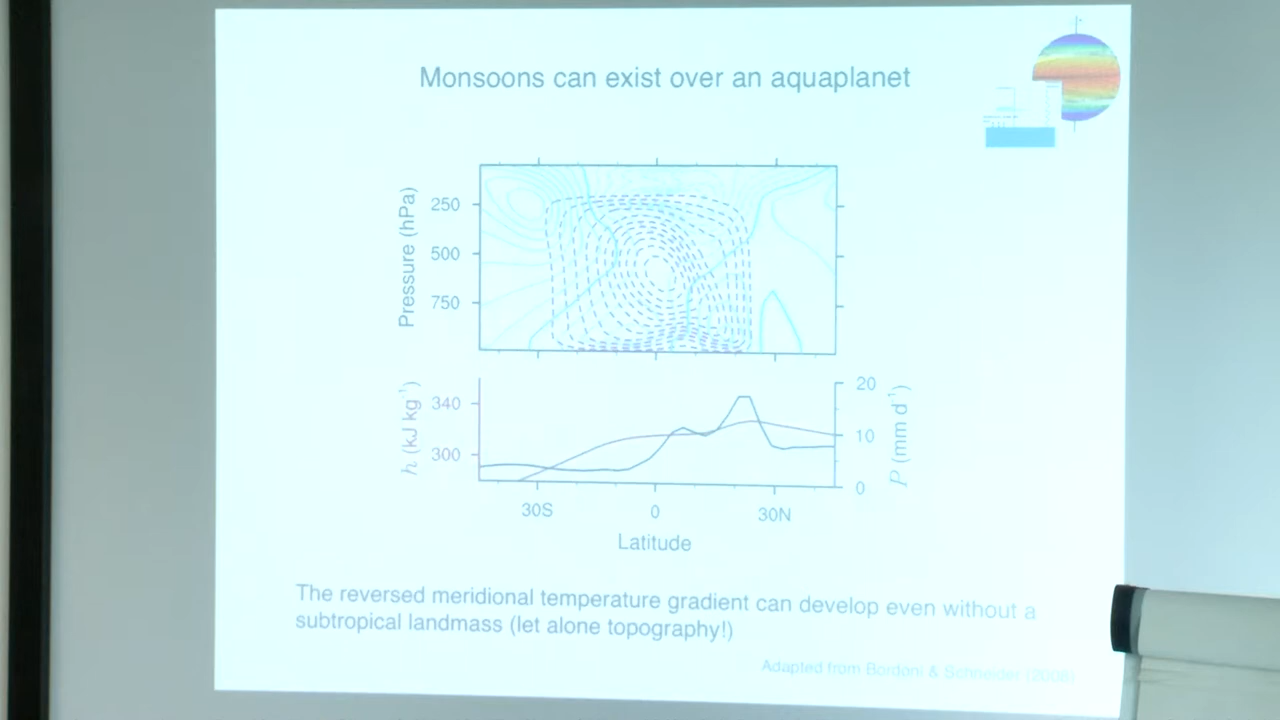 Monsoons can exist over an aquaplanet
Pressure (hPa)
250
500
750
h (kJ kg⁻¹)
340
300
20
10
0
P (mm d⁻¹)
30S 0 30N
Latitude
The reversed meridional temperature gradient can develop even without a
subtropical landmass (let alone topography!)
Adapted from Bordoni & Schneider (2008)